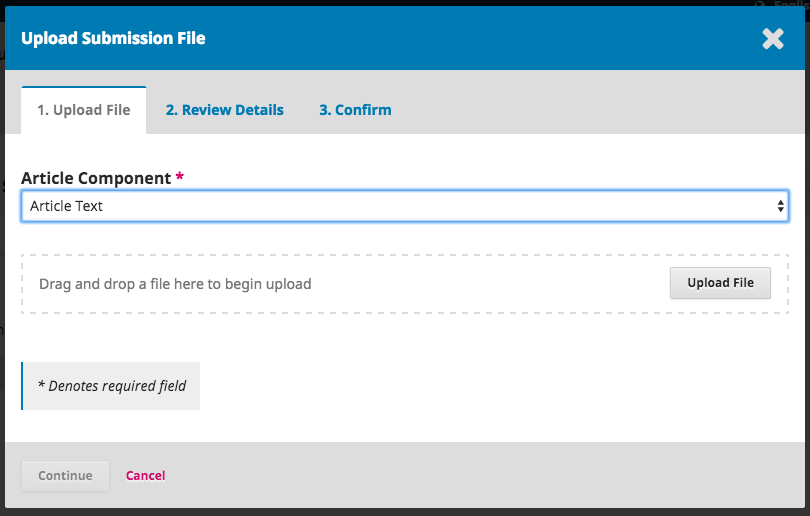 Upload Submission File
1. Upload File
2. Review Details
3. Confirm
Article Component *
Article Text
Drag and drop a file here to begin upload
Upload File
* Denotes required field
Continue
Cancel